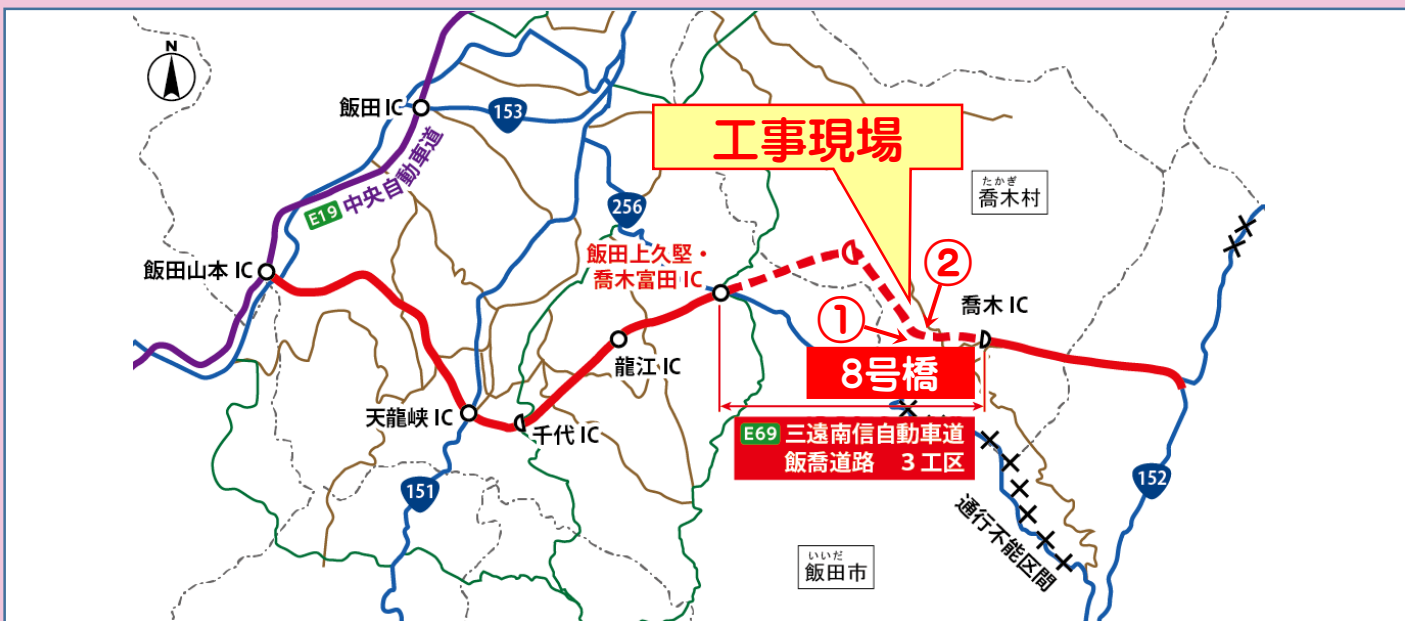 N
飯田 IC
153
E19 中央自動車道
工事現場
たかぎ
喬木村
256
飯田山本 IC
飯田上久堅・
喬木富田 IC
②
①
喬木 IC
龍江 IC
8号橋
天龍峡 IC
千代 IC
E69 三遠南信自動車道
飯喬道路 3工区
151
152
通行不能区間
いいだ
飯田市